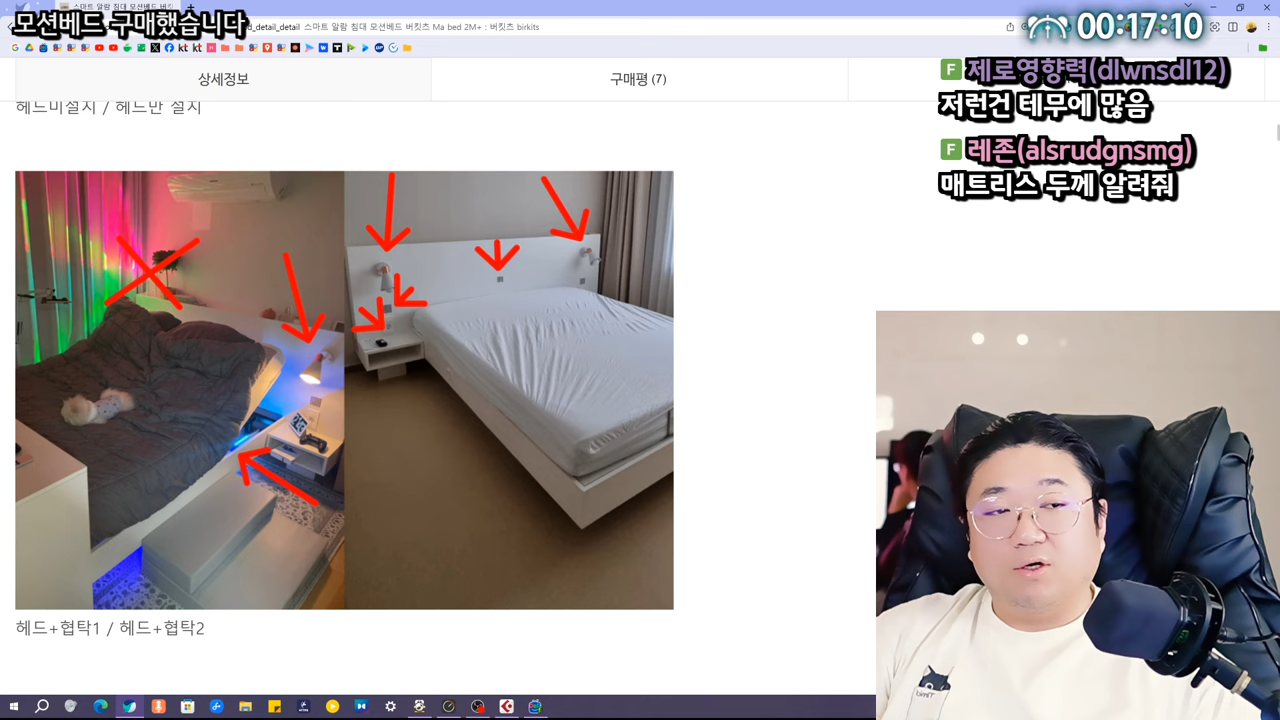 모션베드 구매했습니다
d_detail_detail 스마트 알람 침대 모션베드 버킷츠 Ma bed 2M+ : 버킷츠 birkits
00:17:10
상세정보
구매평 (7)
헤드미설치 / 헤드만 설치
F 제로영향력(dlwnsdl12)
저런건 테무에 많음
F 레존(alsrudgnsmg)
매트리스 두께 알려줘
헤드+협탁1 / 헤드+협탁2